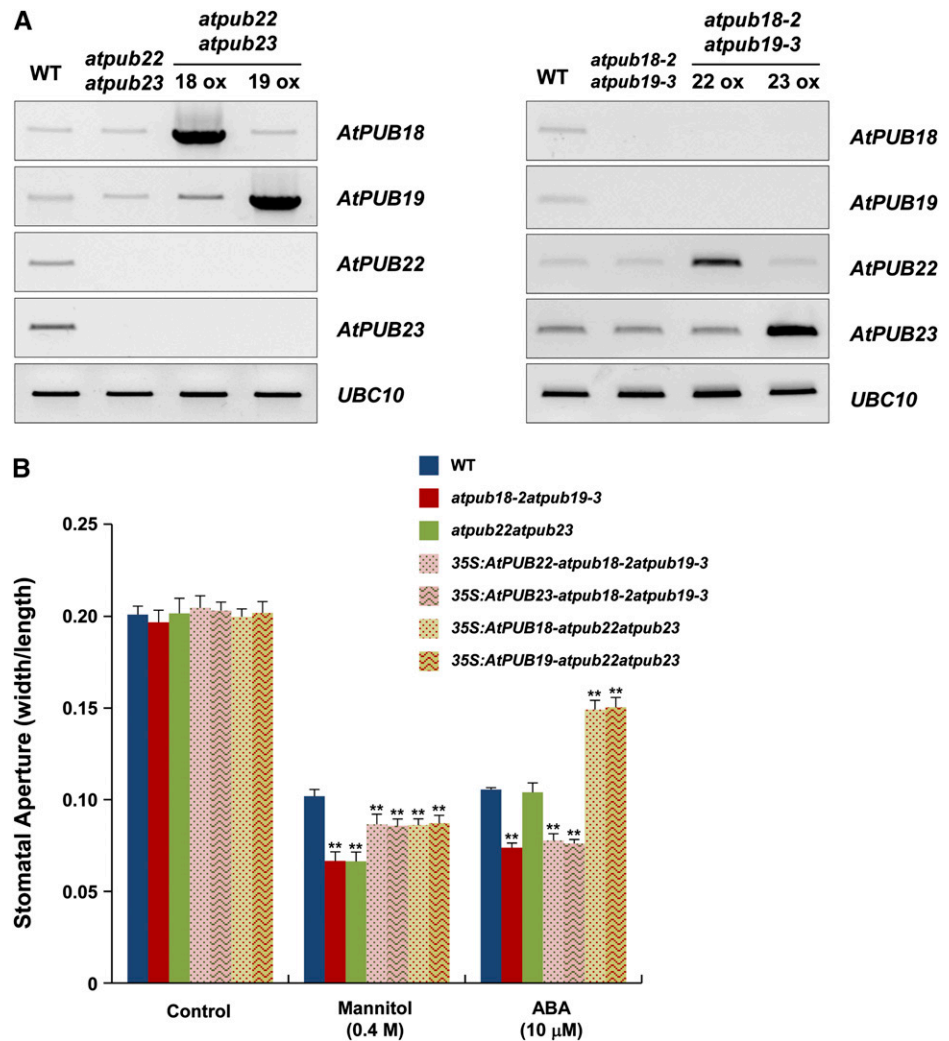 A
WT
atpub22
atpub23
atpub22
atpub23
18 ox
19 ox
AtPUB18
AtPUB19
AtPUB22
AtPUB23
UBC10
WT
atpub18-2
atpub19-3
atpub18-2
atpub19-3
22 ox
23 ox
AtPUB18
AtPUB19
AtPUB22
AtPUB23
UBC10
B
WT
atpub18-2atpub19-3
atpub22atpub23
35S:AtPUB22-atpub18-2atpub19-3
35S:AtPUB23-atpub18-2atpub19-3
35S:AtPUB18-atpub22atpub23
35S:AtPUB19-atpub22atpub23
Stomatal Aperture (width/length)
0.25
0.20
0.15
0.10
0.05
0
** ** ** ** ** **
** ** ** ** **
Control
Mannitol
(0.4 M)
ABA
(10 µM)